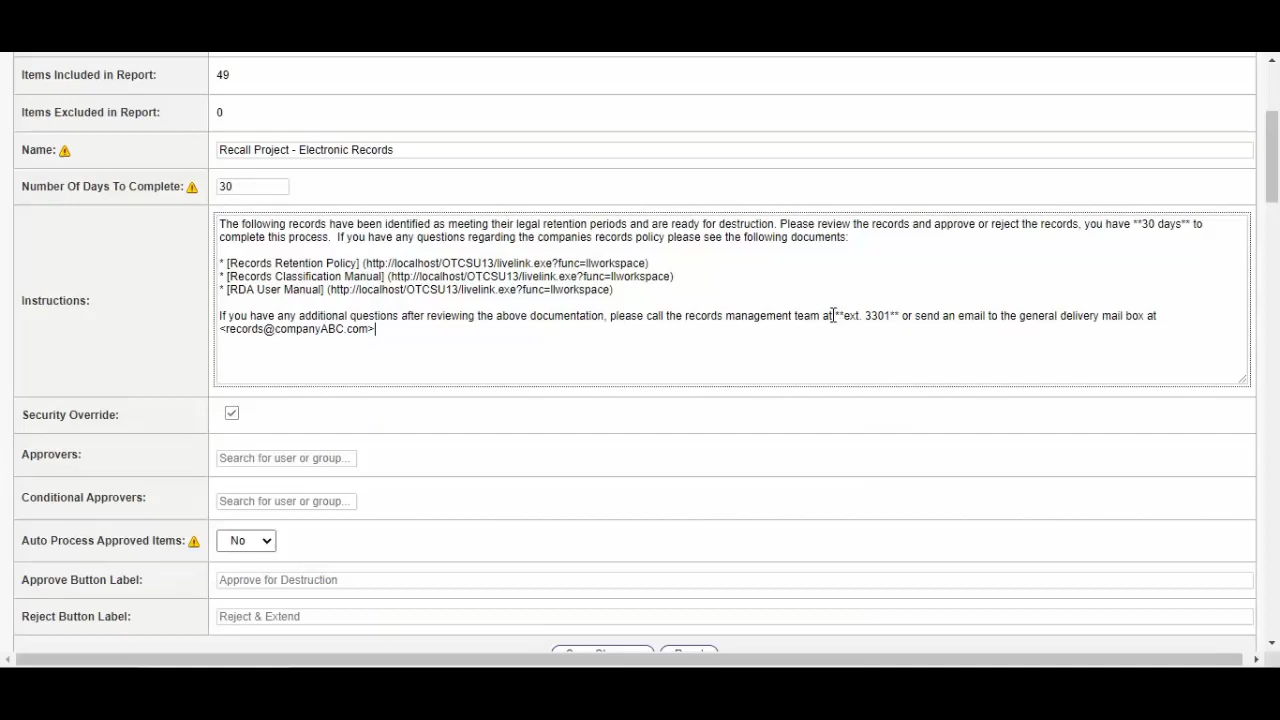 Items Included in Report: 49
Items Excluded in Report: 0
Name: Recall Project - Electronic Records
Number Of Days To Complete: 30
Instructions:
The following records have been identified as meeting their legal retention periods and are ready for destruction. Please review the records and approve or reject the records, you have **30 days** to
complete this process.  If you have any questions regarding the companies records policy please see the following documents:
* [Records Retention Policy] (http://localhost/OTCSU13/livelink.exe?func=llworkspace)
* [Records Classification Manual] (http://localhost/OTCSU13/livelink.exe?func=llworkspace)
* [RDA User Manual] (http://localhost/OTCSU13/livelink.exe?func=llworkspace)
If you have any additional questions after reviewing the above documentation, please call the records management team at **ext. 3301** or send an email to the general delivery mail box at
<records@companyABC.com>
Security Override:
Approvers: Search for user or group...
Conditional Approvers: Search for user or group...
Auto Process Approved Items: No
Approve Button Label: Approve for Destruction
Reject Button Label: Reject & Extend